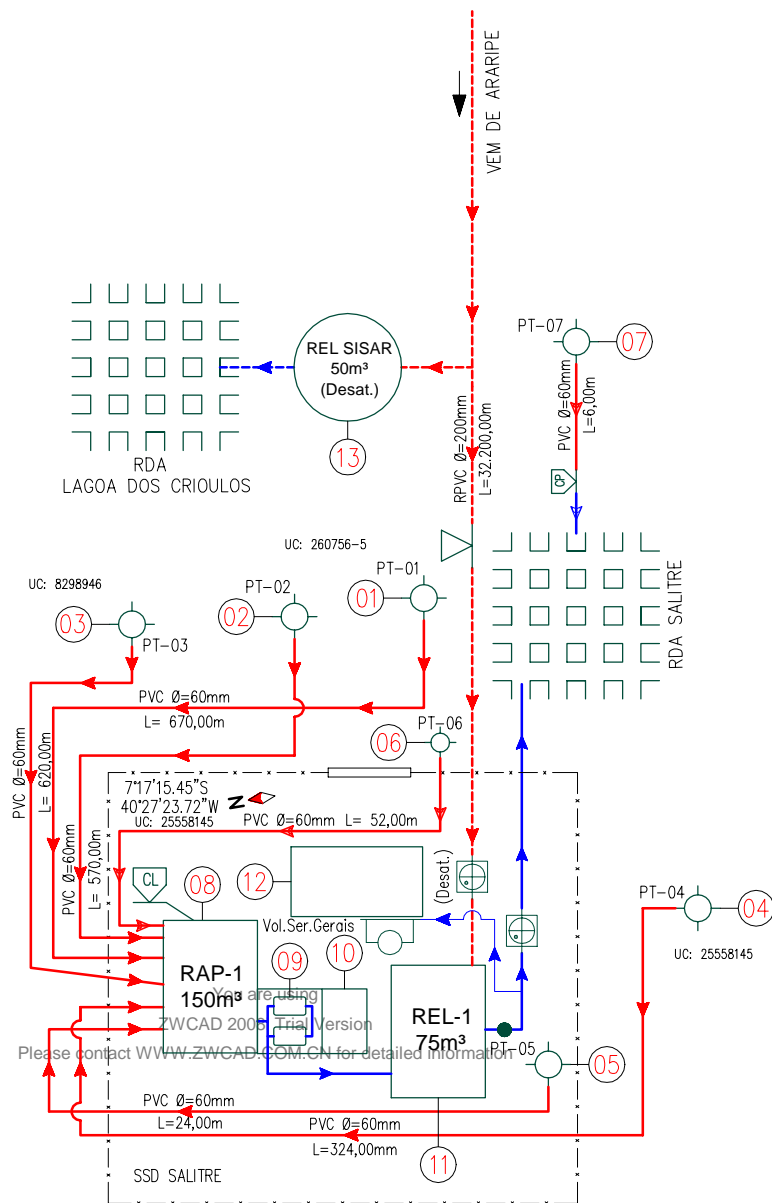 VEM DE ARARIPE
REL SISAR
50m³
(Desat.)
13
RDA
LAGOA DOS CRIOULOS
RPVC Ø=200mm
L=32.200,00m
PT-07
07
PVC Ø=60mm
L=6,00m
CP
RDA SALITRE
UC: 260756-5
PT-01
01
PT-02
02
UC: 8298946
03
PT-03
PVC Ø=60mm
L= 670,00m
PVC Ø=60mm
L= 620,00m
PVC Ø=60mm
L= 570,00m
PT-06
06
7°17'15.45"S
40°27'23.72"W
N
UC: 25558145
PVC Ø=60mm L= 52,00m
CL
08
12
(Desat.)
Vol.Ser.Gerais
PT-04
04
UC: 25558145
RAP-1
150m³
09
10
REL-1
75m³
You are using
ZWCAD 2008 Trial Version
Please contact WWW.ZWCAD.COM.CN for detailed information
PT-05
05
PVC Ø=60mm
L=24,00m
PVC Ø=60mm
L=324,00m
11
SSD SALITRE